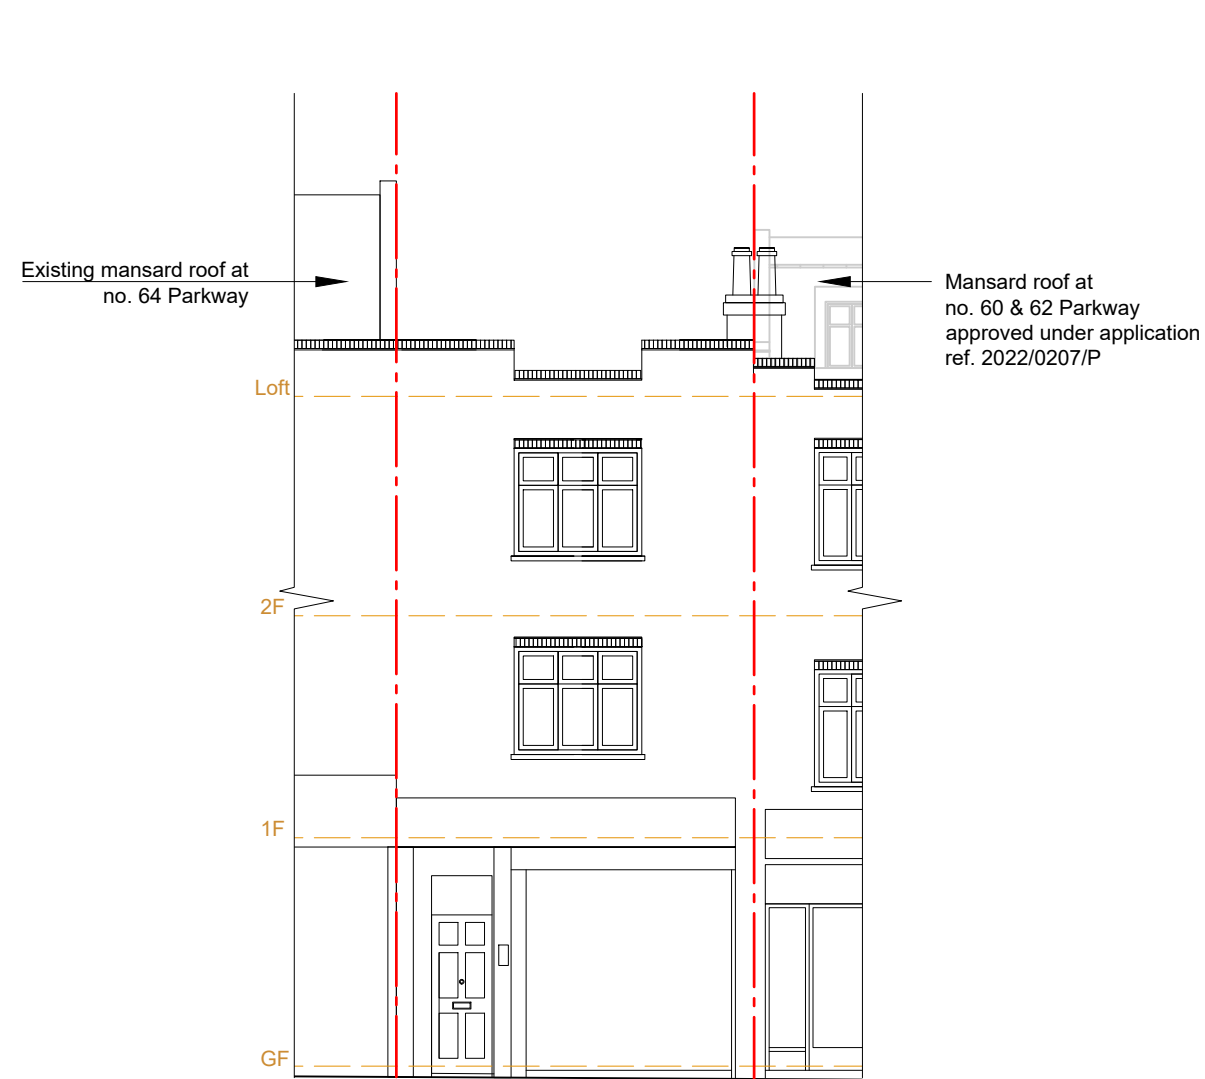 Existing mansard roof at
no. 64 Parkway
Mansard roof at
no. 60 & 62 Parkway
approved under application
ref. 2022/0207/P
Loft
2F
1F
GF